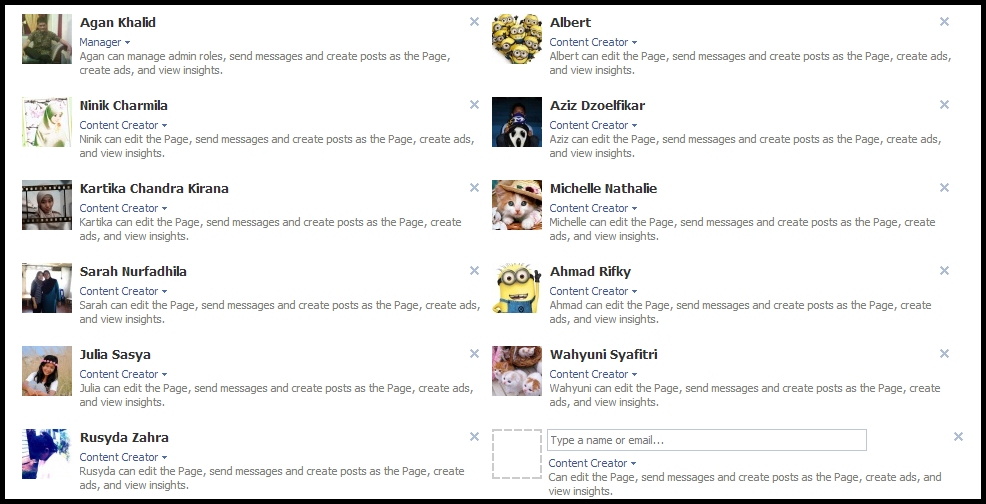 Agan Khalid
Manager
Agan can manage admin roles, send messages and create posts as the Page,
create ads, and view insights.
Albert
Content Creator
Albert can edit the Page, send messages and create posts as the Page, create ads,
and view insights.
Ninik Charmila
Content Creator
Ninik can edit the Page, send messages and create posts as the Page, create ads,
and view insights.
Aziz Dzoelfikar
Content Creator
Aziz can edit the Page, send messages and create posts as the Page, create ads,
and view insights.
Kartika Chandra Kirana
Content Creator
Kartika can edit the Page, send messages and create posts as the Page, create
ads, and view insights.
Michelle Nathalie
Content Creator
Michelle can edit the Page, send messages and create posts as the Page, create
ads, and view insights.
Sarah Nurfadhila
Content Creator
Sarah can edit the Page, send messages and create posts as the Page, create ads,
and view insights.
Ahmad Rifky
Content Creator
Ahmad can edit the Page, send messages and create posts as the Page, create
ads, and view insights.
Julia Sasya
Content Creator
Julia can edit the Page, send messages and create posts as the Page, create ads,
and view insights.
Wahyuni Syafitri
Content Creator
Wahyuni can edit the Page, send messages and create posts as the Page, create
ads, and view insights.
Rusyda Zahra
Content Creator
Rusyda can edit the Page, send messages and create posts as the Page, create
ads, and view insights.
Type a name or email...
Content Creator
Can edit the Page, send messages and create posts as the Page, create ads, and
view insights.